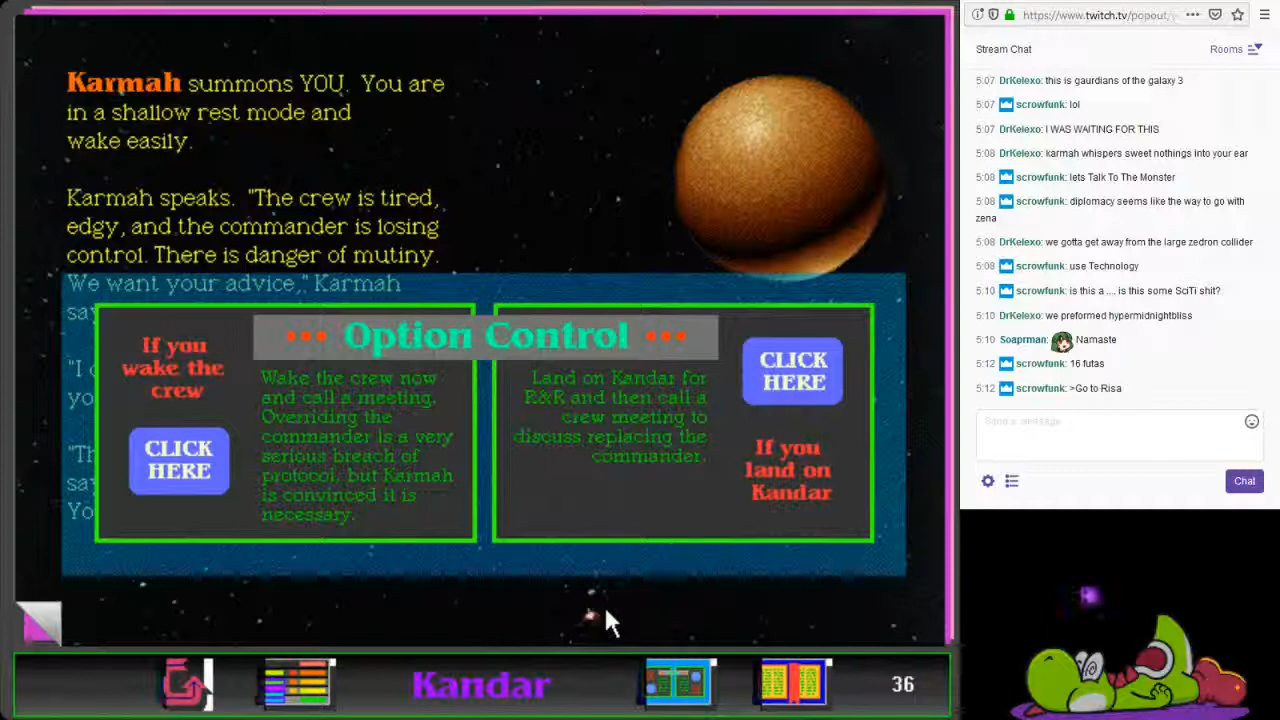 Karmah summons YOU. You are
in a shallow rest mode and
wake easily.
Karmah speaks. "The crew is tired,
edgy, and the commander is losing
control. There is danger of mutiny.
We want your advice," Karmah
Option Control
If you
wake the
crew
CLICK
HERE
Wake the crew now
and call a meeting.
Overriding the
commander is a very
serious breach of
protocol, but Karmah
is convinced it is
necessary.
Land on Kandar for
R&R and then call a
crew meeting to
discuss replacing the
commander.
CLICK
HERE
If you
land on
Kandar
Kandar
36
https://www.twitch.tv/popout/
Stream Chat
Rooms
5:07 DrKelexo: this is gaurdians of the galaxy 3
5:07 scrowfunk: lol
5:07 DrKelexo: I WAS WAITING FOR THIS
5:08 DrKelexo: karmah whispers sweet nothings into your ear
5:08 scrowfunk: lets Talk To The Monster
5:08 scrowfunk: diplomacy seems like the way to go with
zena
5:08 DrKelexo: we gotta get away from the large zedron collider
5:08 scrowfunk: use Technology
5:10 scrowfunk: is this a .... is this some SciTi shit?
5:10 DrKelexo: we preformed hypermidnightbliss
5:10 Soaprman: Namaste
5:12 scrowfunk: 16 futas
5:12 scrowfunk: >Go to Risa
Send a message
Chat